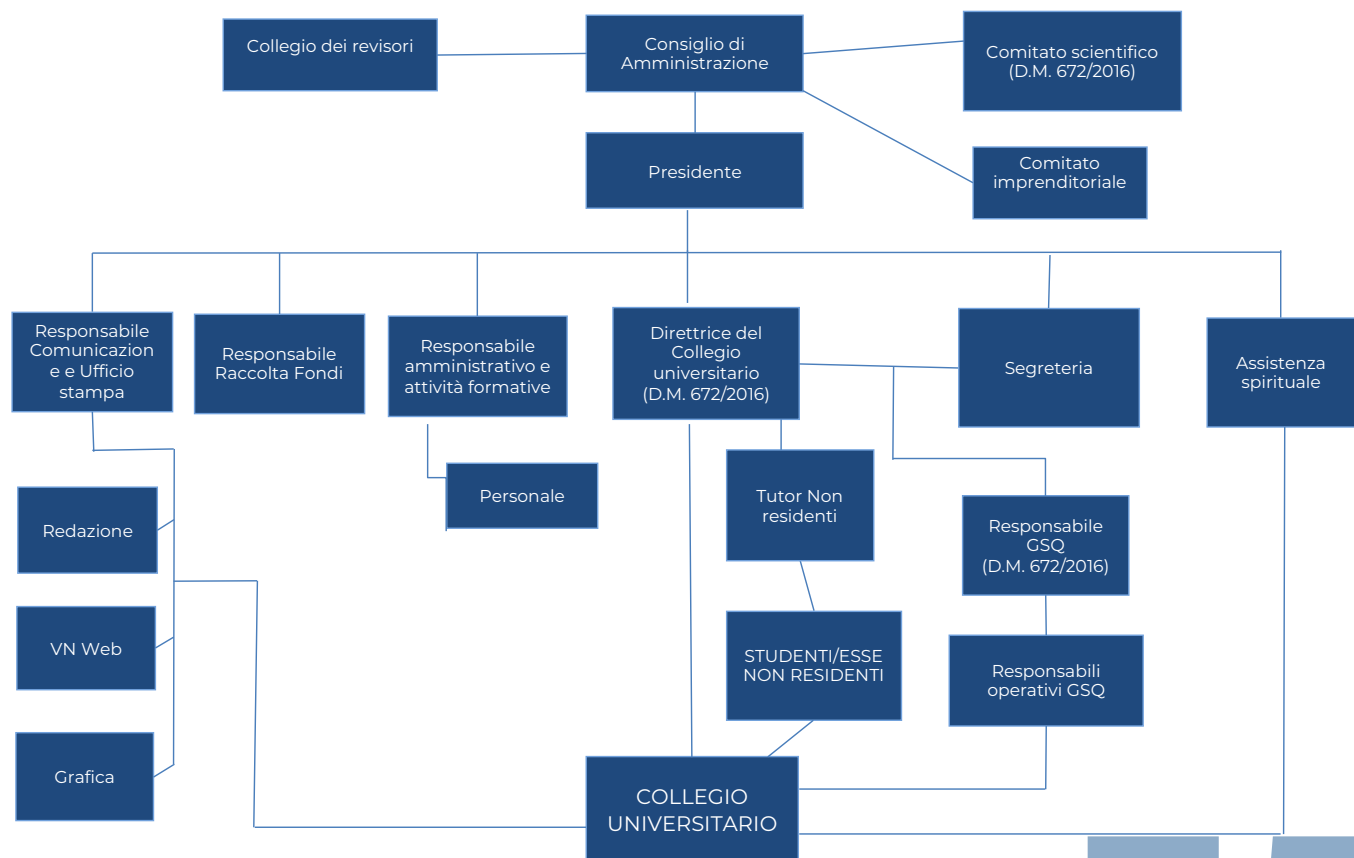 Collegio dei revisori
Consiglio di
Amministrazione
Comitato scientifico
(D.M. 672/2016)
Presidente
Comitato
imprenditoriale
Responsabile
Comunicazion
e e Ufficio
stampa
Responsabile
Raccolta Fondi
Responsabile
amministrativo e
attività formative
Direttrice del
Collegio
universitario
(D.M. 672/2016)
Segreteria
Assistenza
spirituale
Redazione
Personale
Tutor Non
residenti
Responsabile
GSQ
(D.M. 672/2016)
VN Web
STUDENTI/ESSE
NON RESIDENTI
Responsabili
operativi GSQ
Grafica
COLLEGIO
UNIVERSITARIO